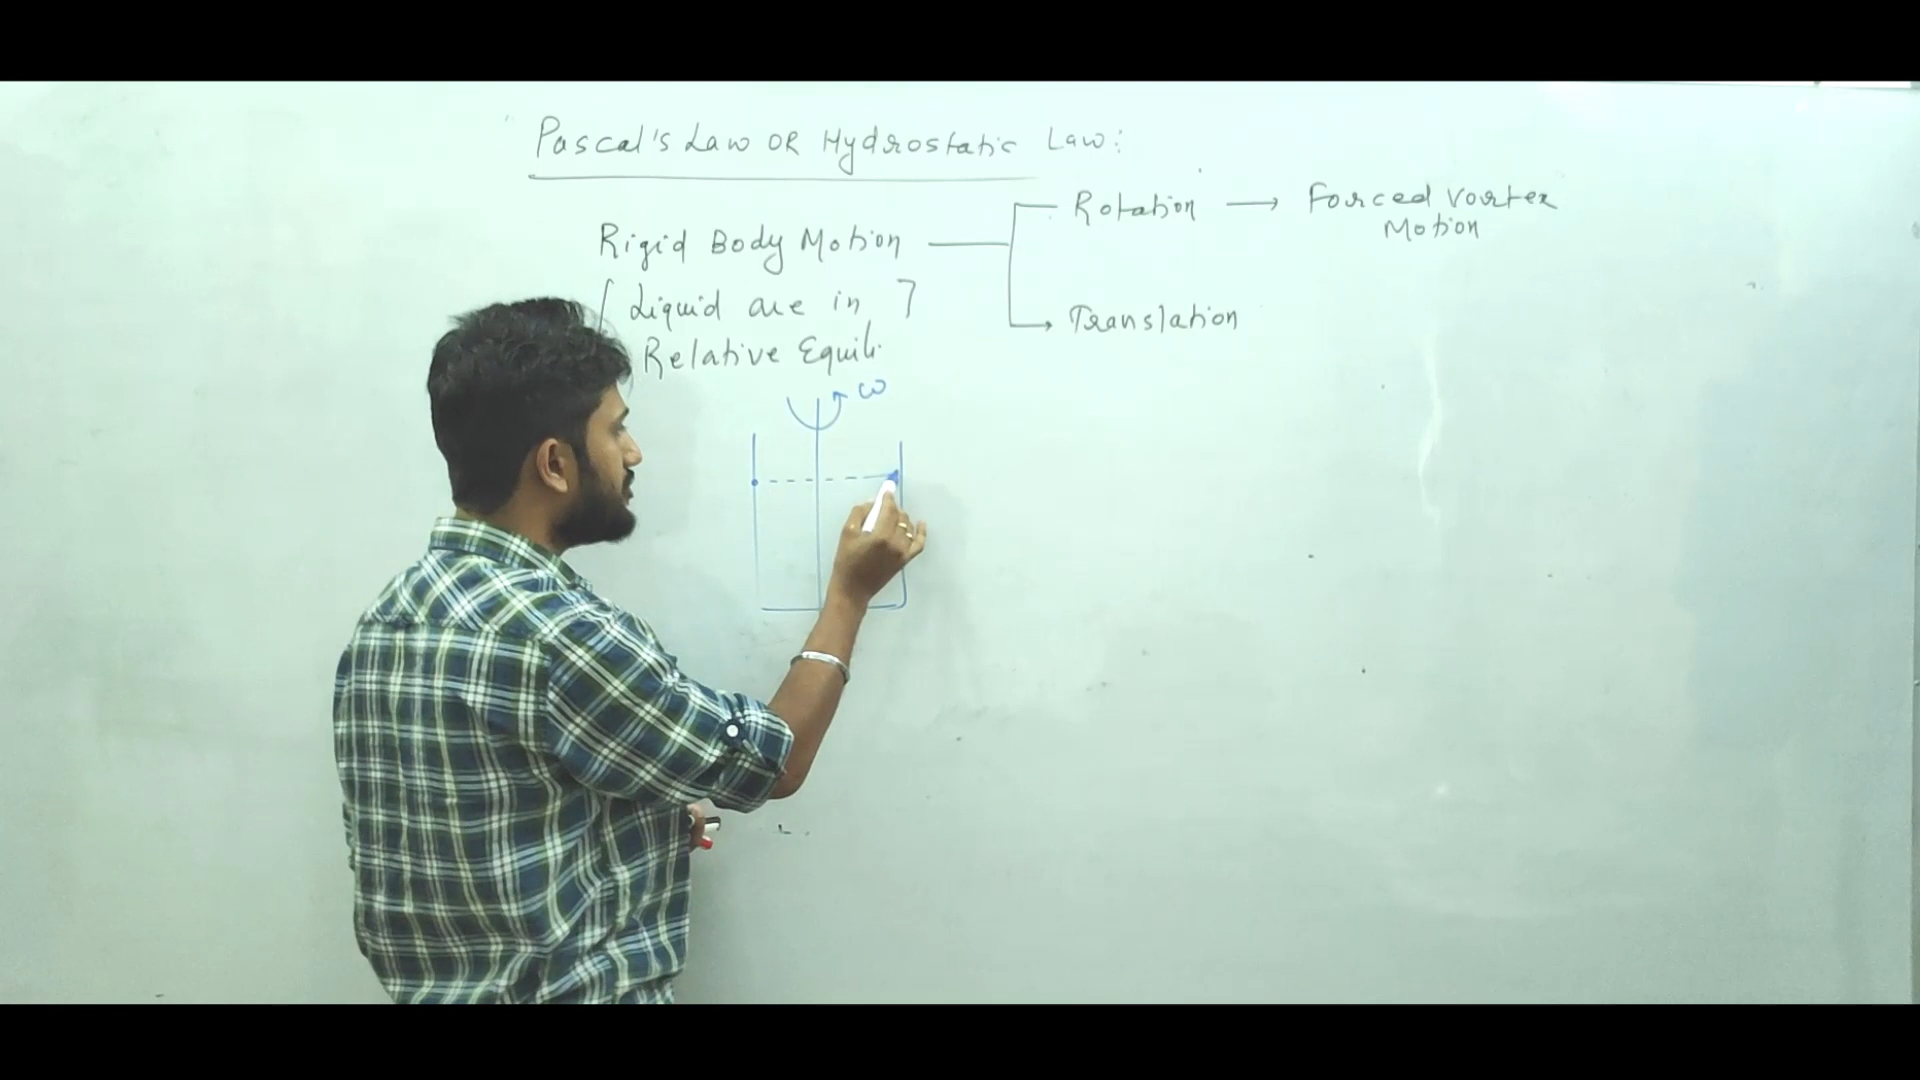 Pascal's Law OR Hydrostatic Law:
Rotation → Forced Vortex
Motion
Rigid Body Motion
[ Liquid are in ]
Relative Equili.
Translation
ω